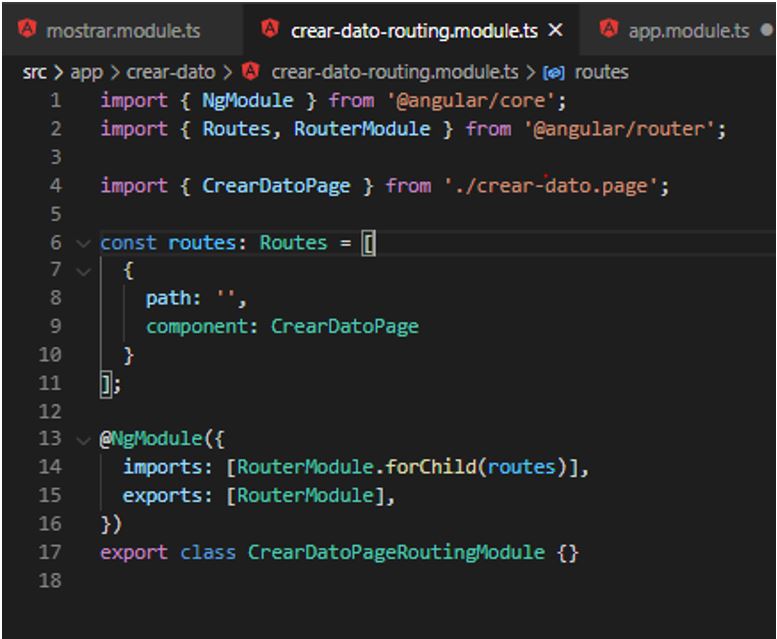 mostrar.module.ts crear-dato-routing.module.ts × app.module.ts ●
src > app > crear-dato > crear-dato-routing.module.ts > routes
1 import { NgModule } from '@angular/core';
2 import { Routes, RouterModule } from '@angular/router';
3
4 import { CrearDatoPage } from './crear-dato.page';
5
6 const routes: Routes = [
7   {
8     path: '',
9     component: CrearDatoPage
10   }
11 ];
12
13 @NgModule({
14   imports: [RouterModule.forChild(routes)],
15   exports: [RouterModule],
16 })
17 export class CrearDatoPageRoutingModule {}
18